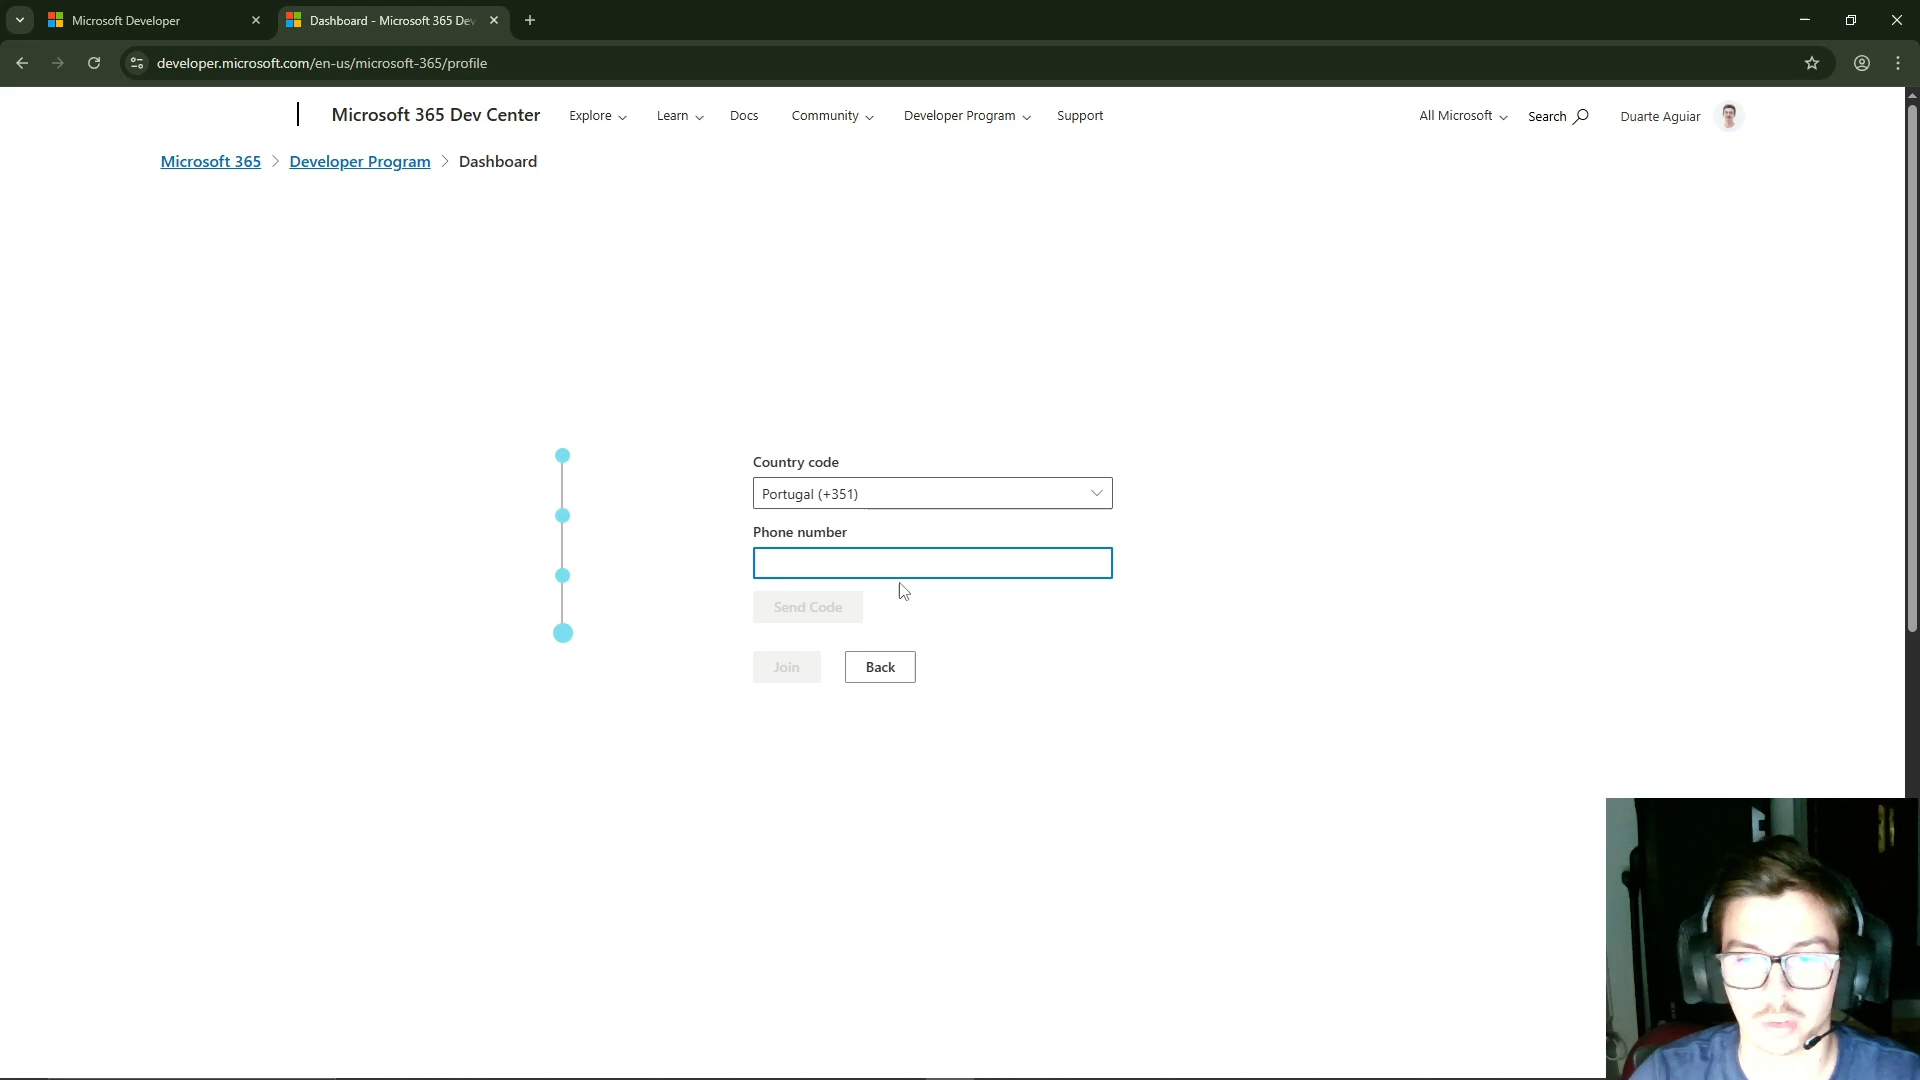 Microsoft Developer
Dashboard - Microsoft 365 Dev
developer.microsoft.com/en-us/microsoft-365/profile
Microsoft 365 Dev Center
Explore
Learn
Docs
Community
Developer Program
Support
All Microsoft
Search
Duarte Aguiar
Microsoft 365 > Developer Program > Dashboard
Country code
Portugal (+351)
Phone number
Send Code
Join
Back